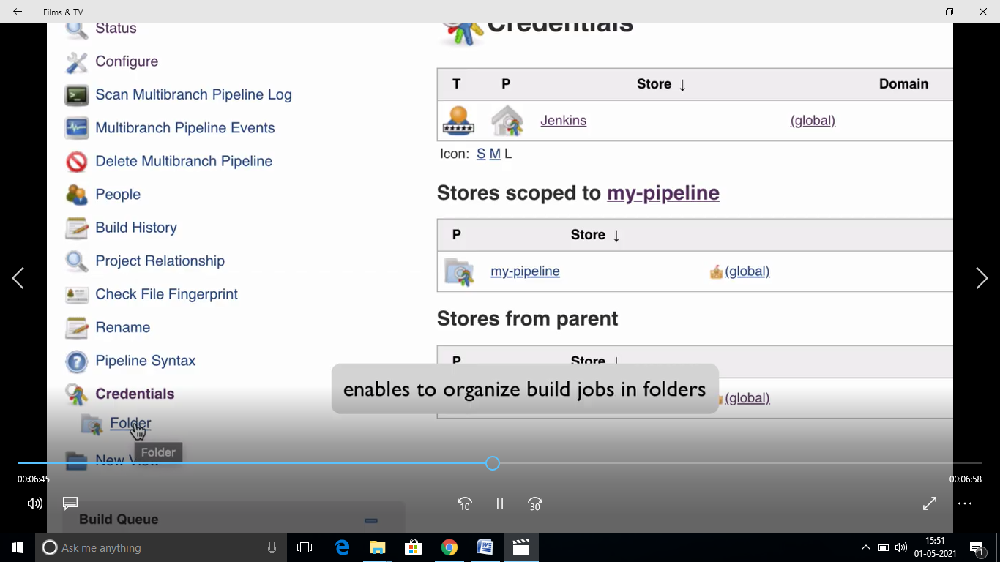 Films & TV
Status
Configure
Scan Multibranch Pipeline Log
Multibranch Pipeline Events
Delete Multibranch Pipeline
People
Build History
Project Relationship
Check File Fingerprint
Rename
Pipeline Syntax
Credentials
Folder
Folder
New View
Build Queue
Credentials
T P Store ↓ Domain
Jenkins (global)
Icon: S M L
Stores scoped to my-pipeline
P Store ↓
my-pipeline (global)
Stores from parent
P Store ↓
enables to organize build jobs in folders
(global)
00:06:45
00:06:58
10
30
Ask me anything
15:51
01-05-2021
1